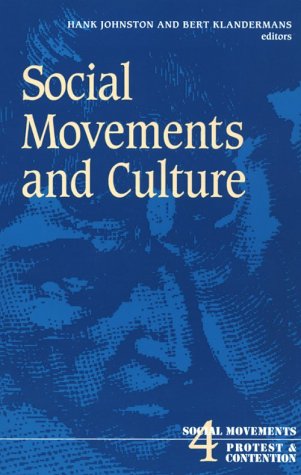 HANK JOHNSTON AND BERT KLANDERMANS
editors
Social
Movements
and Culture
SOCIAL MOVEMENTS
4
PROTEST &
CONTENTION